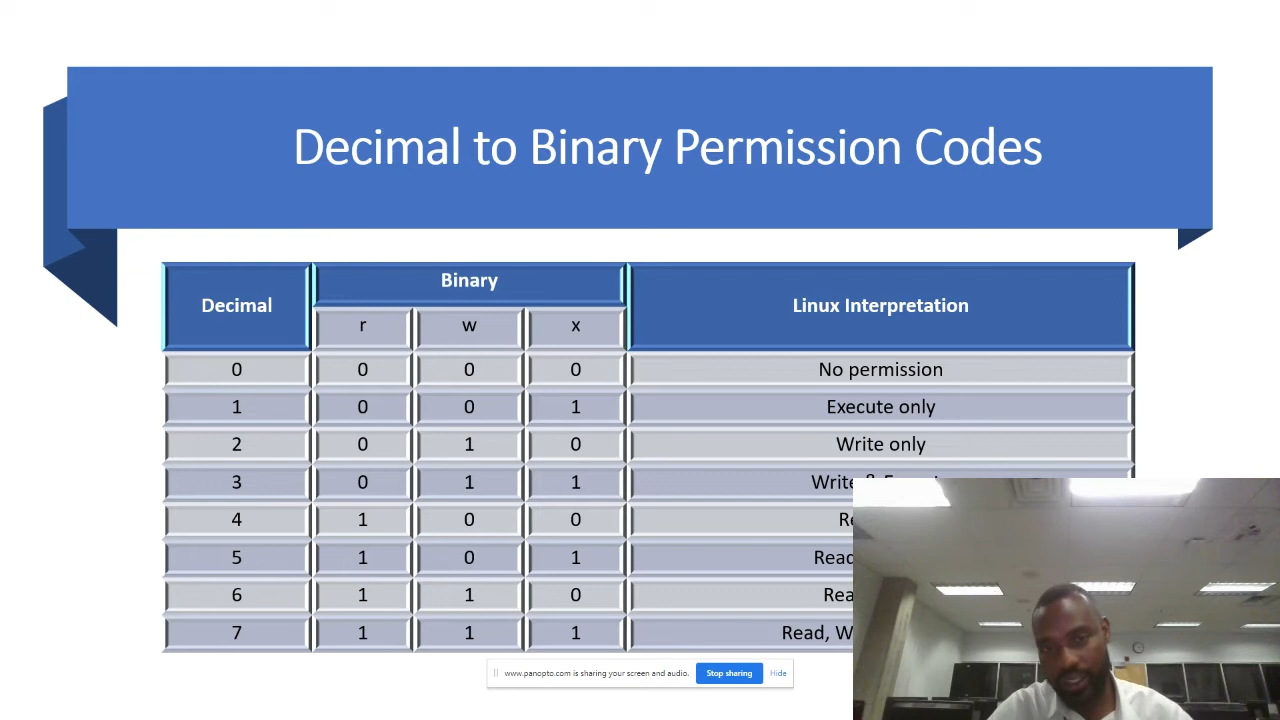 Decimal to Binary Permission Codes
Decimal Binary Linux Interpretation
r w x
0 0 0 0 No permission
1 0 0 1 Execute only
2 0 1 0 Write only
3 0 1 1 Write &
4 1 0 0
5 1 0 1 Read
6 1 1 0
7 1 1 1 Read,
www.panopto.com is sharing your screen and audio. Stop sharing Hide